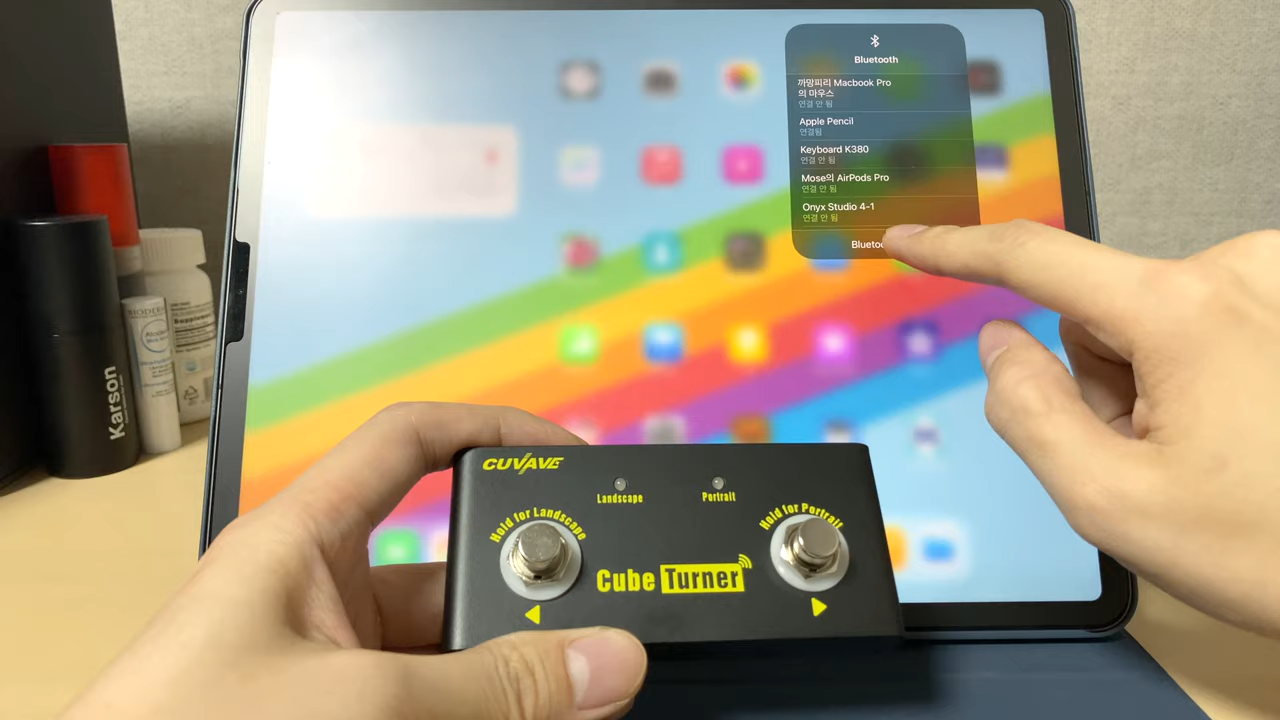 Bluetooth
까망피리 Macbook Pro
의 마우스
연결 안 됨
Apple Pencil
연결됨
Keyboard K380
연결 안 됨
Mose의 AirPods Pro
연결 안 됨
Onyx Studio 4-1
연결 안 됨
Karson
BIODERMA
Atoderm
Supplement
CUVAVE
Landscape
Portrait
Hold for Landscape
Hold for Portrait
Cube Turner